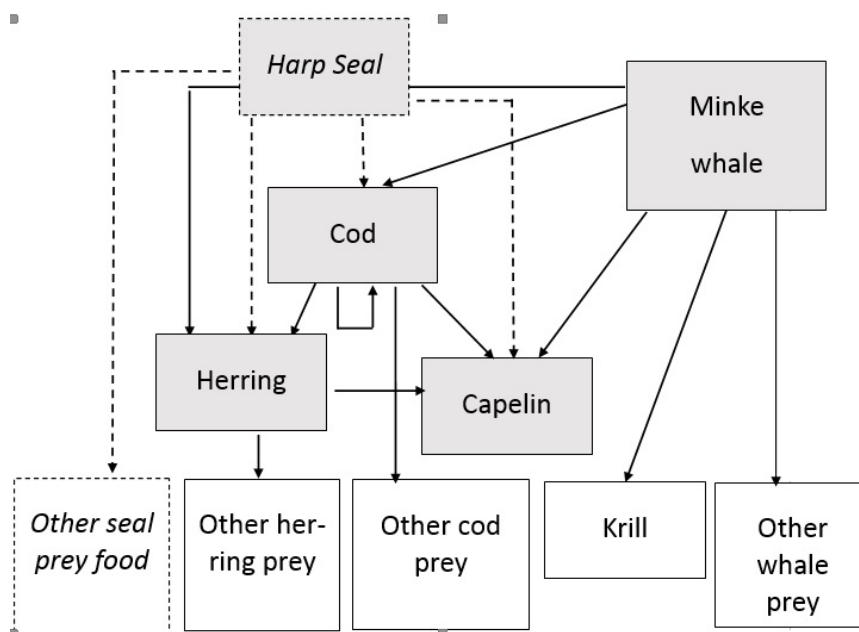 Harp Seal
Minke
whale
Cod
Herring
Capelin
Other seal
prey food
Other her-
ring prey
Other cod
prey
Krill
Other
whale
prey